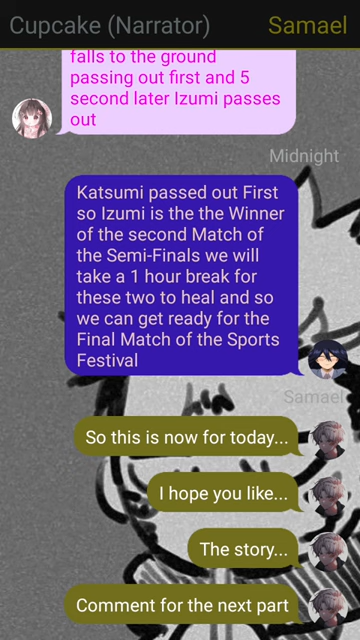 Cupcake (Narrator) Samael
falls to the ground
passing out first and 5
second later Izumi passes
out
Midnight
Katsumi passed out First
so Izumi is the the Winner
of the second Match of
the Semi-Finals we will
take a 1 hour break for
these two to heal and so
we can get ready for the
Final Match of the Sports
Festival
Samael
So this is now for today...
I hope you like...
The story...
Comment for the next part